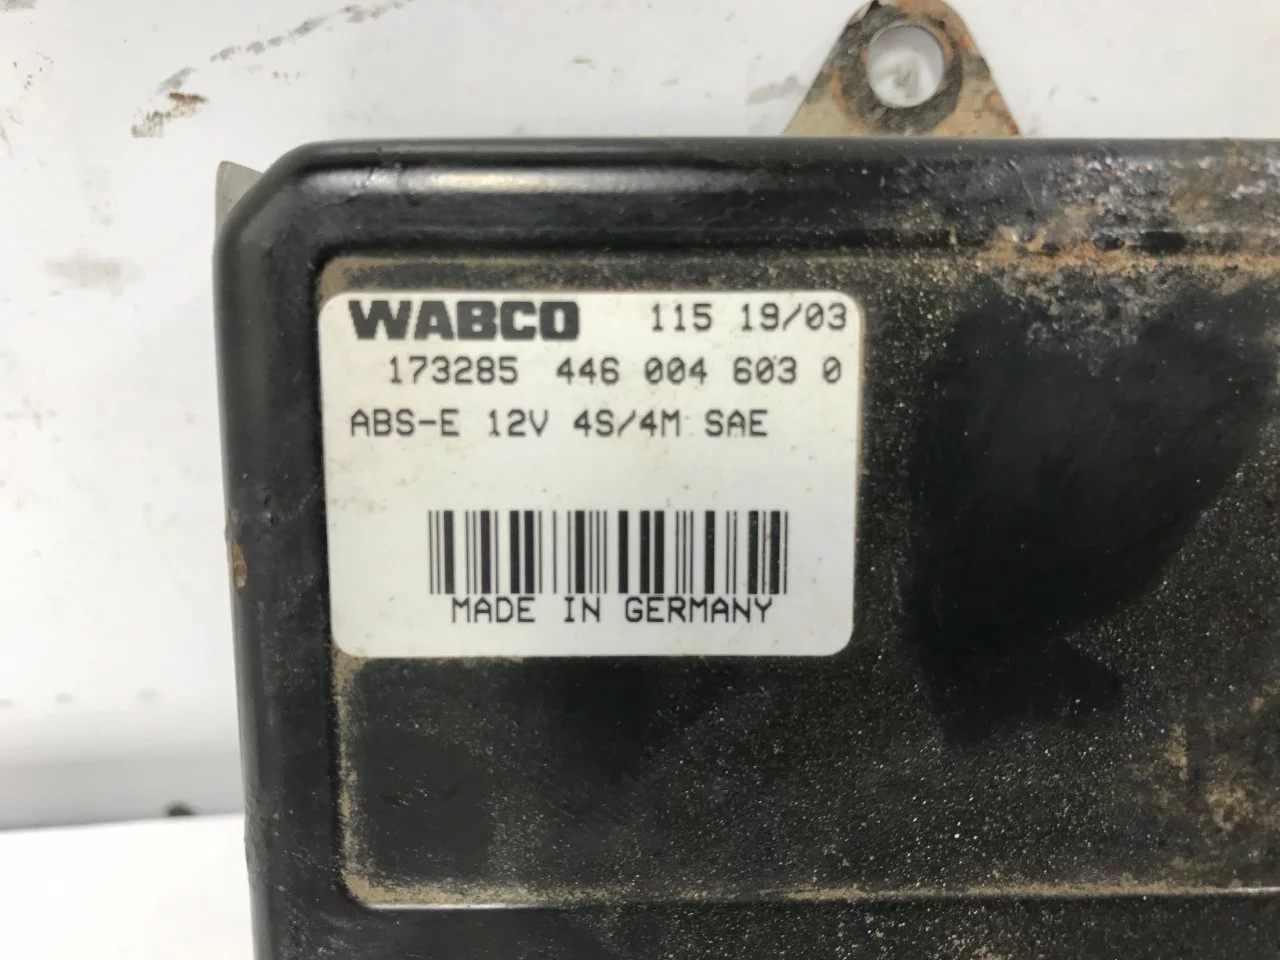 WABCO 115 19/03
173285 446 004 603 0
ABS-E 12V 4S/4M SAE
MADE IN GERMANY